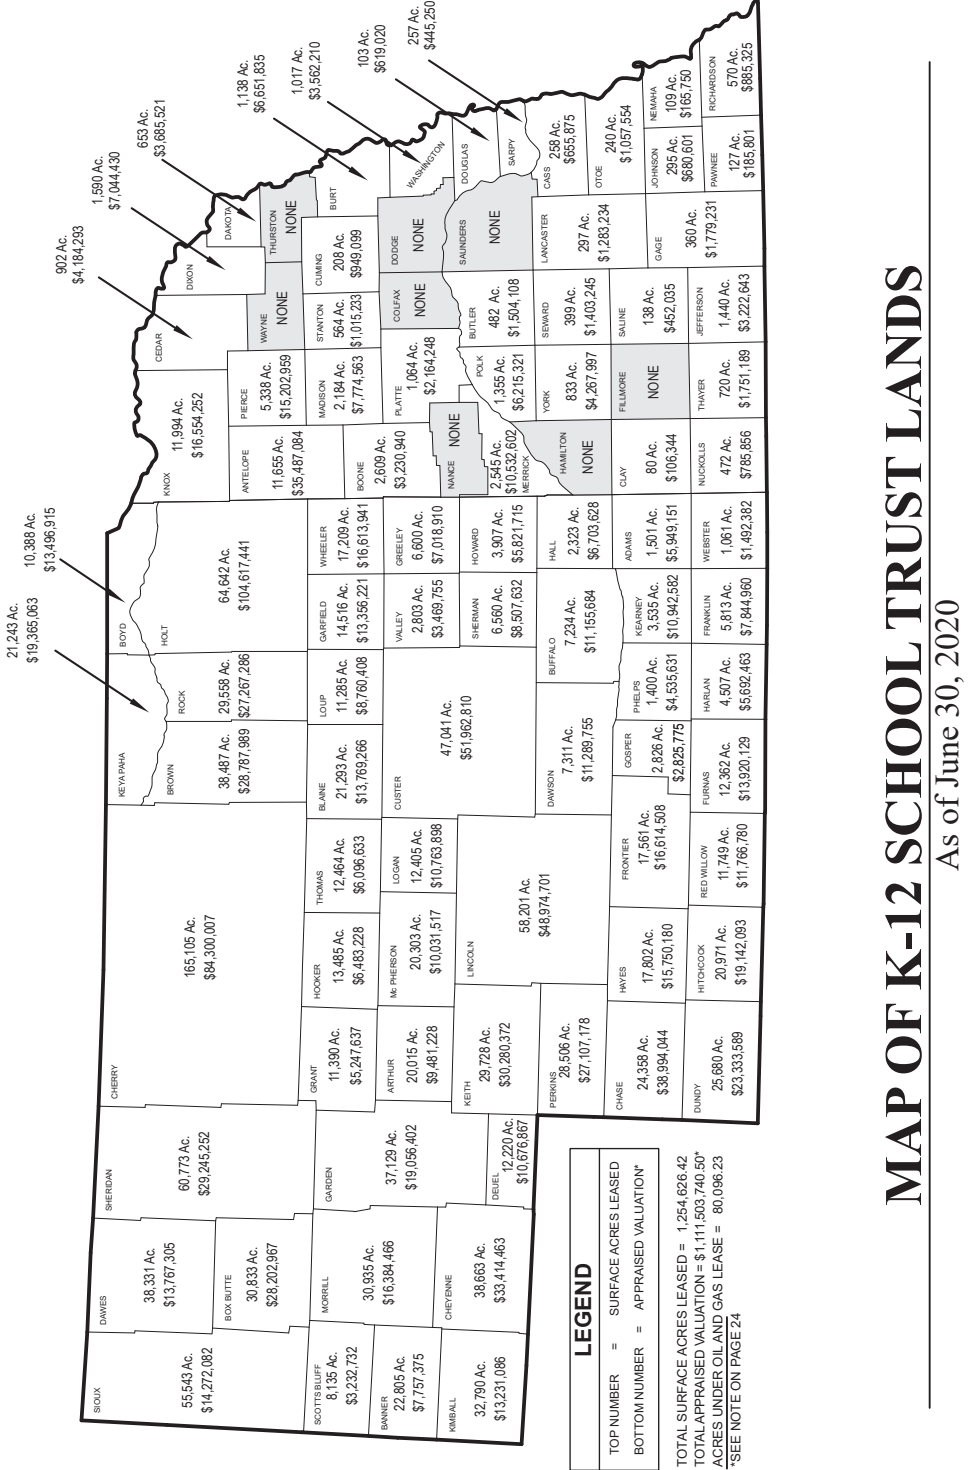 MAP OF K-12 SCHOOL TRUST LANDS
As of June 30, 2020
SIOUX
55,543 Ac.
$14,272,082
DAWES
38,331 Ac.
$13,767,305
BOX BUTTE
30,833 Ac.
$28,202,967
SHERIDAN
60,773 Ac.
$29,245,252
SCOTTS BLUFF
8,135 Ac.
$3,232,732
BANNER
22,805 Ac.
$7,757,375
KIMBALL
32,790 Ac.
$13,231,086
MORRILL
30,935 Ac.
$16,384,466
CHEYENNE
38,663 Ac.
$33,414,463
GARDEN
37,129 Ac.
$19,056,402
DEUEL
12,220 Ac.
$10,676,867
CHERRY
165,105 Ac.
$84,300,007
GRANT
11,390 Ac.
$5,247,637
HOOKER
13,485 Ac.
$6,483,228
THOMAS
12,464 Ac.
$6,096,633
ARTHUR
20,015 Ac.
$9,481,228
Mc PHERSON
20,303 Ac.
$10,031,517
LOGAN
12,405 Ac.
$10,763,898
KEITH
29,728 Ac.
$30,280,372
LINCOLN
58,201 Ac.
$48,974,701
PERKINS
28,506 Ac.
$27,107,178
CHASE
24,358 Ac.
$38,994,044
HAYES
17,802 Ac.
$15,750,180
FRONTIER
17,561 Ac.
$16,614,508
DUNDY
25,680 Ac.
$23,333,589
HITCHCOCK
20,971 Ac.
$19,142,093
RED WILLOW
11,749 Ac.
$11,766,780
KEYA PAHA
21,243 Ac.
$19,365,063
BOYD
10,388 Ac.
$13,496,915
BROWN
38,487 Ac.
$28,787,989
ROCK
29,558 Ac.
$27,267,286
HOLT
64,642 Ac.
$104,617,441
BLAINE
21,293 Ac.
$13,769,266
LOUP
11,285 Ac.
$8,760,408
GARFIELD
14,516 Ac.
$13,356,221
WHEELER
17,209 Ac.
$16,613,941
CUSTER
47,041 Ac.
$51,962,810
VALLEY
2,803 Ac.
$3,469,755
GREELEY
6,600 Ac.
$7,018,910
SHERMAN
6,560 Ac.
$8,507,632
HOWARD
3,907 Ac.
$5,821,715
DAWSON
7,311 Ac.
$11,289,755
BUFFALO
7,234 Ac.
$11,155,684
HALL
2,323 Ac.
$6,703,628
GOSPER
2,826 Ac.
$2,825,775
PHELPS
1,400 Ac.
$4,535,631
KEARNEY
3,535 Ac.
$10,942,582
ADAMS
1,501 Ac.
$5,949,151
FURNAS
12,362 Ac.
$13,920,129
HARLAN
4,507 Ac.
$5,692,463
FRANKLIN
5,813 Ac.
$7,844,960
WEBSTER
1,061 Ac.
$1,492,382
KNOX
11,994 Ac.
$16,554,252
CEDAR
902 Ac.
$4,184,293
DIXON
1,590 Ac.
$7,044,430
DAKOTA
653 Ac.
$3,685,521
ANTELOPE
11,655 Ac.
$35,487,084
PIERCE
5,338 Ac.
$15,202,959
WAYNE
NONE
THURSTON
NONE
BOONE
2,609 Ac.
$3,230,940
MADISON
2,184 Ac.
$7,774,563
STANTON
564 Ac.
$1,015,233
CUMING
208 Ac.
$949,099
BURT
1,138 Ac.
$6,651,835
NANCE
NONE
PLATTE
1,064 Ac.
$2,164,248
COLFAX
NONE
DODGE
NONE
WASHINGTON
1,017 Ac.
$3,562,210
2,545 Ac.
$10,532,602
MERRICK
POLK
1,355 Ac.
$6,215,321
BUTLER
482 Ac.
$1,504,108
SAUNDERS
NONE
DOUGLAS
103 Ac.
$619,020
SARPY
257 Ac.
$445,250
HAMILTON
NONE
YORK
833 Ac.
$4,267,997
SEWARD
399 Ac.
$1,403,245
LANCASTER
297 Ac.
$1,283,234
CASS
258 Ac.
$655,875
OTOE
240 Ac.
$1,057,554
CLAY
80 Ac.
$106,344
FILLMORE
NONE
SALINE
138 Ac.
$452,035
GAGE
360 Ac.
$1,779,231
JOHNSON
295 Ac.
$680,601
NEMAHA
109 Ac.
$165,750
NUCKOLLS
472 Ac.
$785,856
THAYER
720 Ac.
$1,751,189
JEFFERSON
1,440 Ac.
$3,222,643
PAWNEE
127 Ac.
$185,801
RICHARDSON
570 Ac.
$885,325
LEGEND
TOP NUMBER = SURFACE ACRES LEASED
BOTTOM NUMBER = APPRAISED VALUATION*
TOTAL SURFACE ACRES LEASED = 1,254,626.42
TOTAL APPRAISED VALUATION = $1,111,503,740.50*
ACRES UNDER OIL AND GAS LEASE = 80,096.23
*SEE NOTE ON PAGE 24